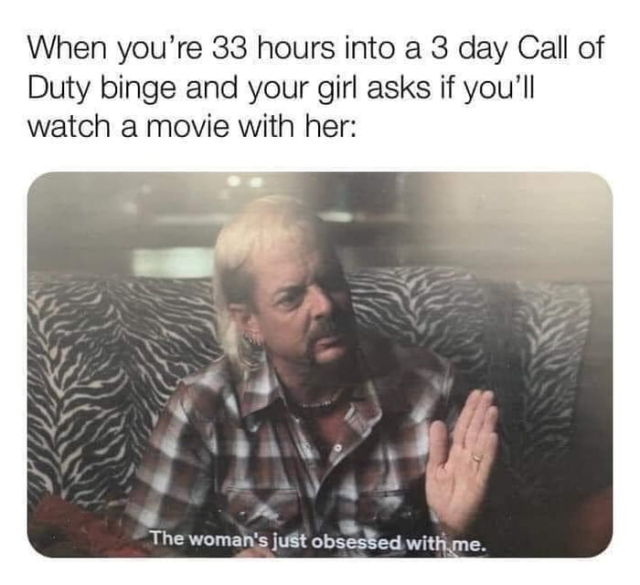 When you’re 33 hours into a 3 day Call of
Duty binge and your girl asks if you’ll
watch a movie with her:
The woman's just obsessed with me.